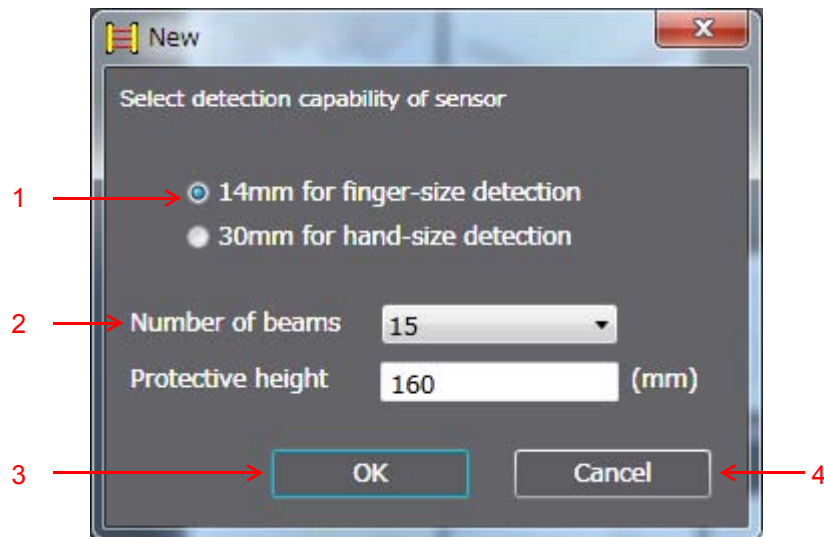 New
Select detection capability of sensor
1
14mm for finger-size detection
30mm for hand-size detection
2
Number of beams 15
Protective height 160 (mm)
3 OK Cancel 4